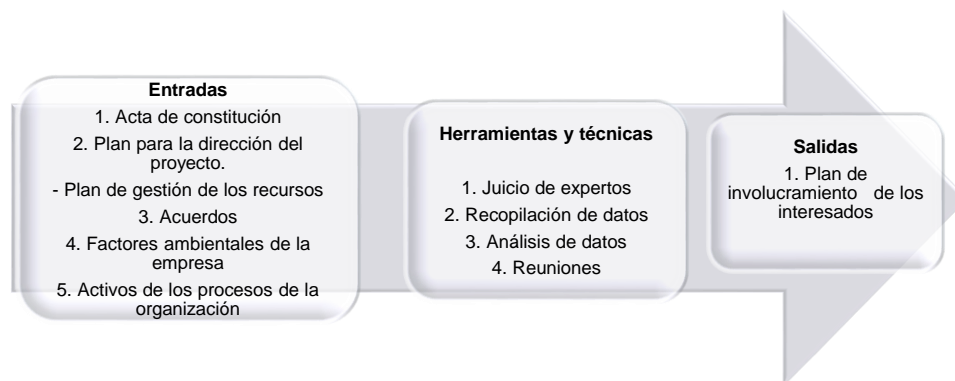 Entradas
1. Acta de constitución
2. Plan para la dirección del
proyecto.
- Plan de gestión de los recursos
3. Acuerdos
4. Factores ambientales de la
empresa
5. Activos de los procesos de la
organización
Herramientas y técnicas
1. Juicio de expertos
2. Recopilación de datos
3. Análisis de datos
4. Reuniones
Salidas
1. Plan de
involucramiento de los
interesados